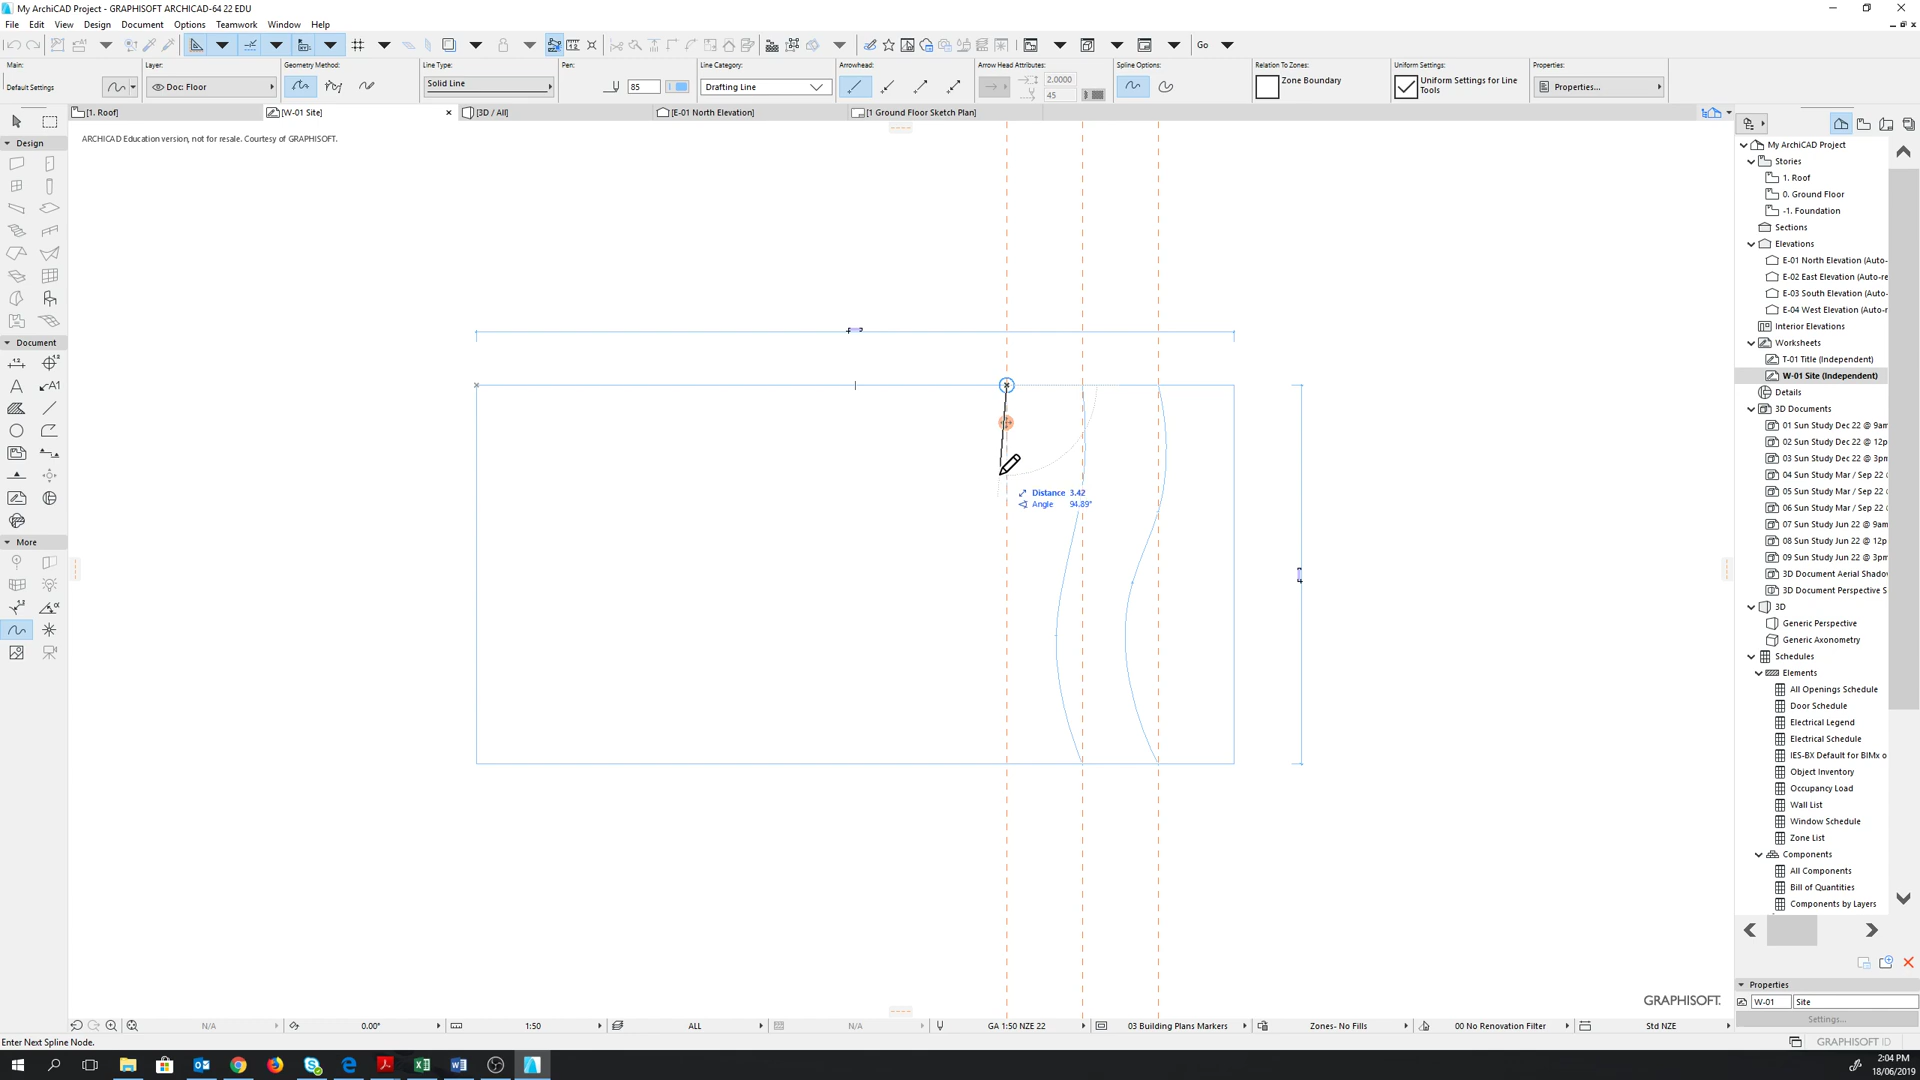 My ArchiCAD Project - GRAPHISOFT ARCHICAD-64 22 EDU
File Edit View Design Document Options Teamwork Window Help
Go
Main:
Default Settings
Layer:
Doc Floor
Geometry Method:
Line Type:
Solid Line
Pen:
85
Line Category:
Drafting Line
Arrowhead:
Arrow Head Attributes:
2.0000
45
Spline Options:
Relation To Zones:
Zone Boundary
Uniform Settings:
Uniform Settings for Line Tools
Properties:
Properties...
[1. Roof]
[W-01 Site]
[3D / All]
[E-01 North Elevation]
[1 Ground Floor Sketch Plan]
ARCHICAD Education version, not for resale. Courtesy of GRAPHISOFT.
Design
Document
More
Distance 3.42
Angle 94.89°
My ArchiCAD Project
Stories
1. Roof
0. Ground Floor
-1. Foundation
Sections
Elevations
E-01 North Elevation (Auto-
E-02 East Elevation (Auto-re
E-03 South Elevation (Auto-
E-04 West Elevation (Auto-r
Interior Elevations
Worksheets
T-01 Title (Independent)
W-01 Site (Independent)
Details
3D Documents
01 Sun Study Dec 22 @ 9am
02 Sun Study Dec 22 @ 12p
03 Sun Study Dec 22 @ 3pm
04 Sun Study Mar / Sep 22 @
05 Sun Study Mar / Sep 22 @
06 Sun Study Mar / Sep 22 @
07 Sun Study Jun 22 @ 9am
08 Sun Study Jun 22 @ 12p
09 Sun Study Jun 22 @ 3pm
3D Document Aerial Shadow
3D Document Perspective S
3D
Generic Perspective
Generic Axonometry
Schedules
Elements
All Openings Schedule
Door Schedule
Electrical Legend
Electrical Schedule
IES-BX Default for BIMx o
Object Inventory
Occupancy Load
Wall List
Window Schedule
Zone List
Components
All Components
Bill of Quantities
Components by Layers
Properties
W-01 Site
Settings...
GRAPHISOFT.
N/A 0.00° 1:50 ALL N/A GA 1:50 NZE 22 03 Building Plans Markers Zones- No Fills 00 No Renovation Filter Std NZE
Enter Next Spline Node.
GRAPHISOFT ID
2:04 PM
18/06/2019